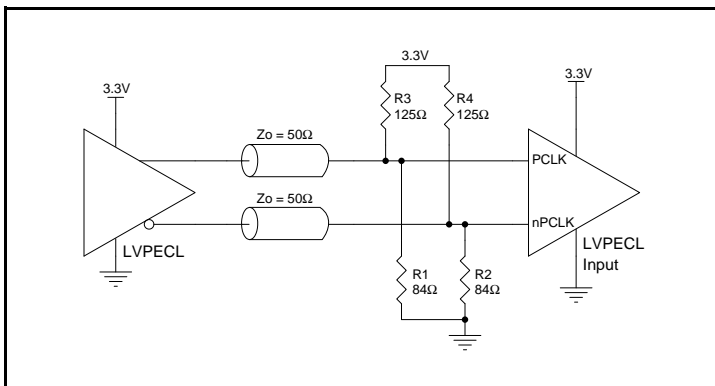 3.3V
3.3V
3.3V
R3
125Ω
R4
125Ω
Zo = 50Ω
PCLK
Zo = 50Ω
nPCLK
LVPECL
LVPECL
Input
R1
84Ω
R2
84Ω